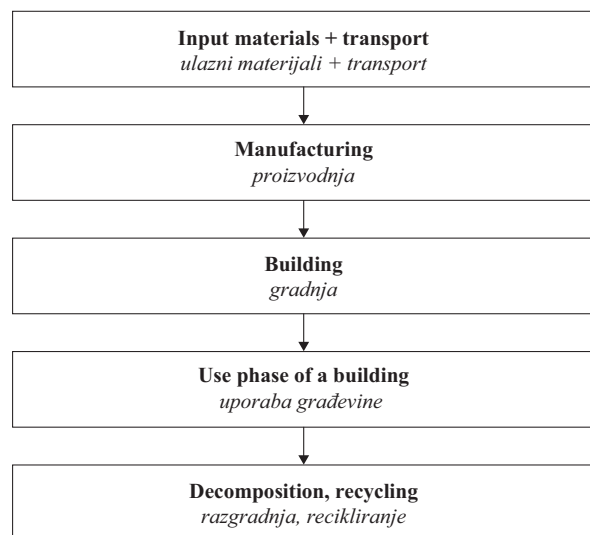 Input materials + transport
ulazni materijali + transport
Manufacturing
proizvodnja
Building
gradnja
Use phase of a building
uporaba građevine
Decomposition, recycling
razgradnja, recikliranje